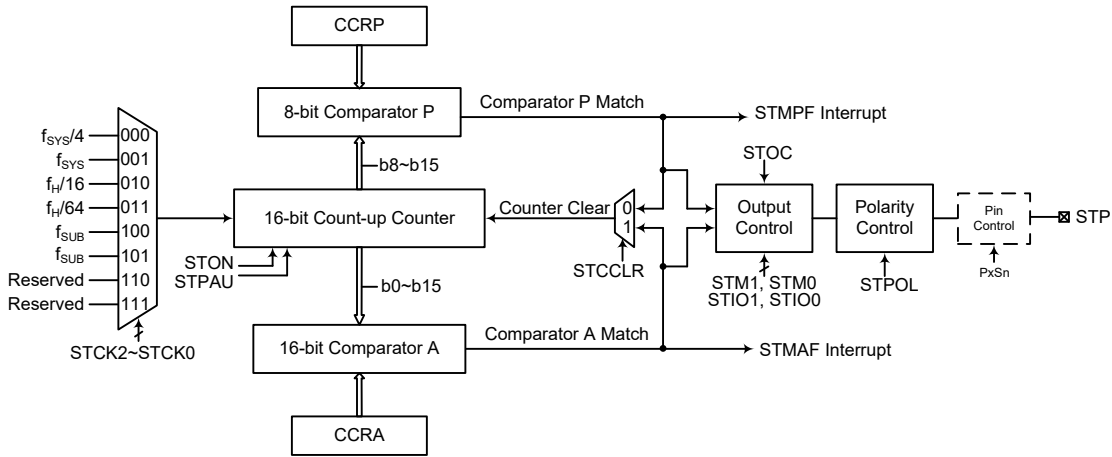 CCRP
8-bit Comparator P
Comparator P Match
STMPF Interrupt
b8~b15
fSYS/4
000
fSYS
001
fH/16
010
fH/64
011
fSUB
100
fSUB
101
Reserved
110
Reserved
111
STCK2~STCK0
16-bit Count-up Counter
STON
STPAU
Counter Clear
0
1
STCCLR
STOC
Output
Control
STM1, STM0
STIO1, STIO0
Polarity
Control
STPOL
Pin
Control
PxSn
STP
b0~b15
16-bit Comparator A
Comparator A Match
STMAF Interrupt
CCRA